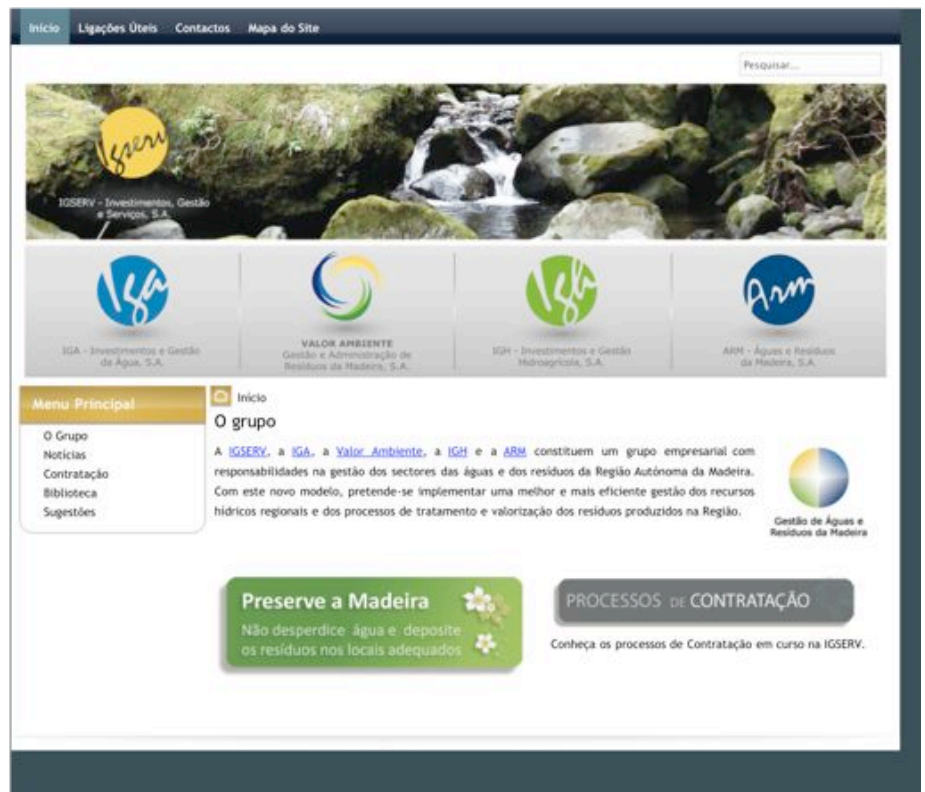 Início Ligações Úteis Contactos Mapa do Site
Pesquisar...
Igserv
IGSERV - Investimentos, Gestão
e Serviços, S.A.
Iga
IGA - Investimentos e Gestão
da Água, S.A.
VALOR AMBIENTE
Gestão e Administração de
Resíduos da Madeira, S.A.
Igh
IGH - Investimentos e Gestão
Hidroagrícola, S.A.
Arm
ARM - Águas e Resíduos
da Madeira, S.A.
Menu Principal
O Grupo
Notícias
Contratação
Biblioteca
Sugestões
Início
O grupo
A IGSERV, a IGA, a Valor Ambiente, a IGH e a ARM constituem um grupo empresarial com
responsabilidades na gestão dos sectores das águas e dos resíduos da Região Autónoma da Madeira.
Com este novo modelo, pretende-se implementar uma melhor e mais eficiente gestão dos recursos
hídricos regionais e dos processos de tratamento e valorização dos resíduos produzidos na Região.
Gestão de Águas e
Resíduos da Madeira
Preserve a Madeira
Não desperdice água e deposite
os resíduos nos locais adequados
PROCESSOS DE CONTRATAÇÃO
Conheça os processos de Contratação em curso na IGSERV.